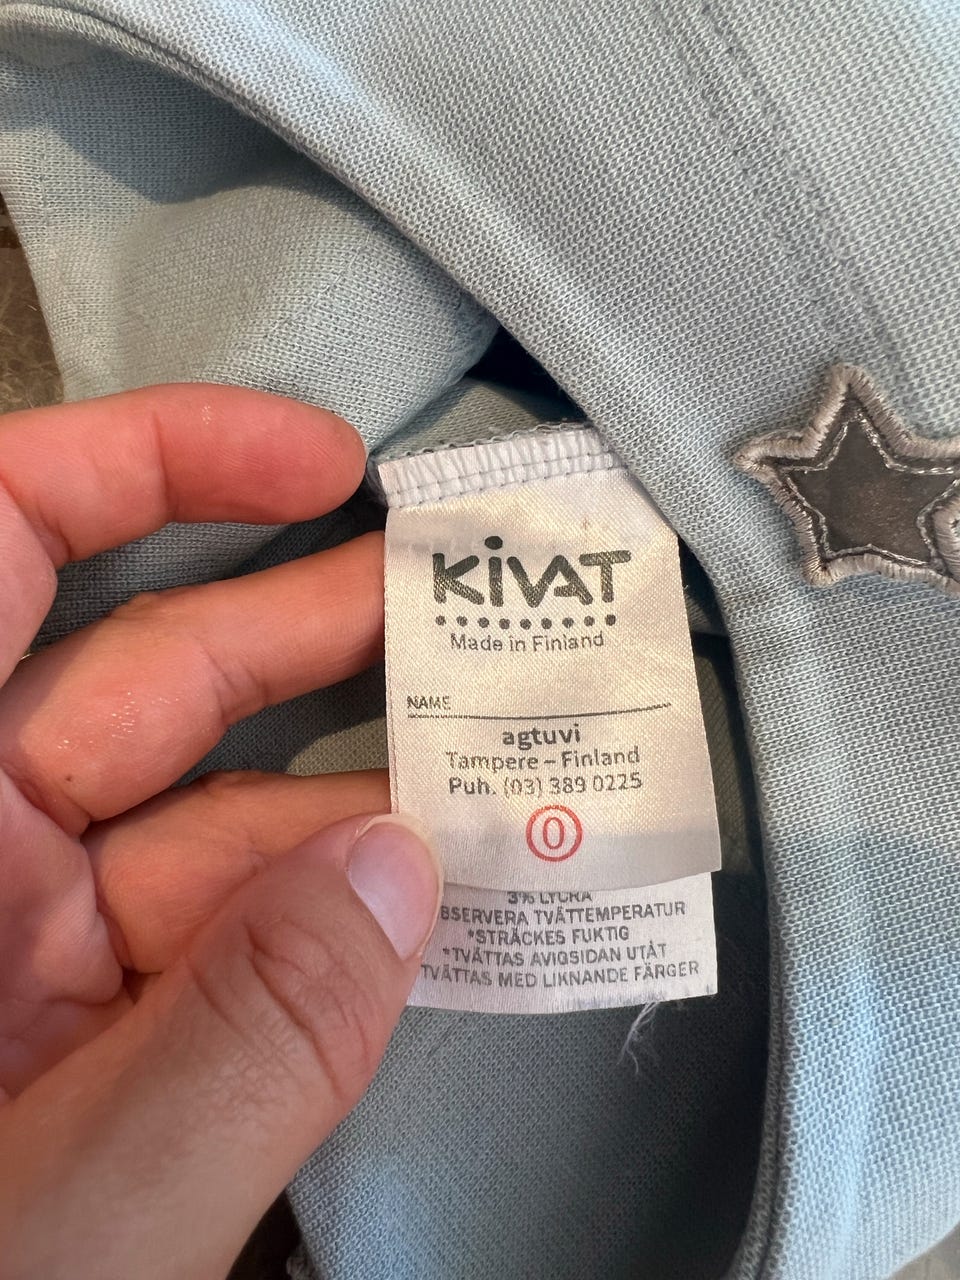 KiVAT
Made in Finland
NAME
agtuvi
Tampere – Finland
Puh. (03) 389 0225
0
3% LYCRA
BSERVERA TVÄTTEMPERATUR
*STRÄCKES FUKTIG
*TVÄTTAS AVIGSIDAN UTÅT
TVÄTTAS MED LIKNANDE FÄRGER